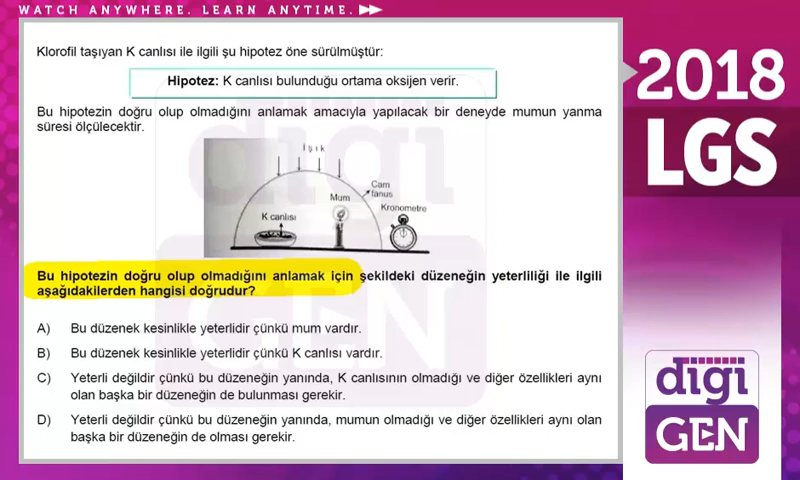 WATCH ANYWHERE. LEARN ANYTIME.
Klorofil taşıyan K canlısı ile ilgili şu hipotez öne sürülmüştür:
Hipotez: K canlısı bulunduğu ortama oksijen verir.
Bu hipotezin doğru olup olmadığını anlamak amacıyla yapılacak bir deneyde mumun yanma
süresi ölçülecektir.
Işık
Cam
fanus
Mum
Kronometre
K canlısı
Bu hipotezin doğru olup olmadığını anlamak için şekildeki düzeneğin yeterliliği ile ilgili
aşağıdakilerden hangisi doğrudur?
A) Bu düzenek kesinlikle yeterlidir çünkü mum vardır.
B) Bu düzenek kesinlikle yeterlidir çünkü K canlısı vardır.
C) Yeterli değildir çünkü bu düzeneğin yanında, K canlısının olmadığı ve diğer özellikleri aynı
olan başka bir düzeneğin de bulunması gerekir.
D) Yeterli değildir çünkü bu düzeneğin yanında, mumun olmadığı ve diğer özellikleri aynı olan
başka bir düzeneğin de olması gerekir.
2018
LGS
digi
GEN
digi
GEN